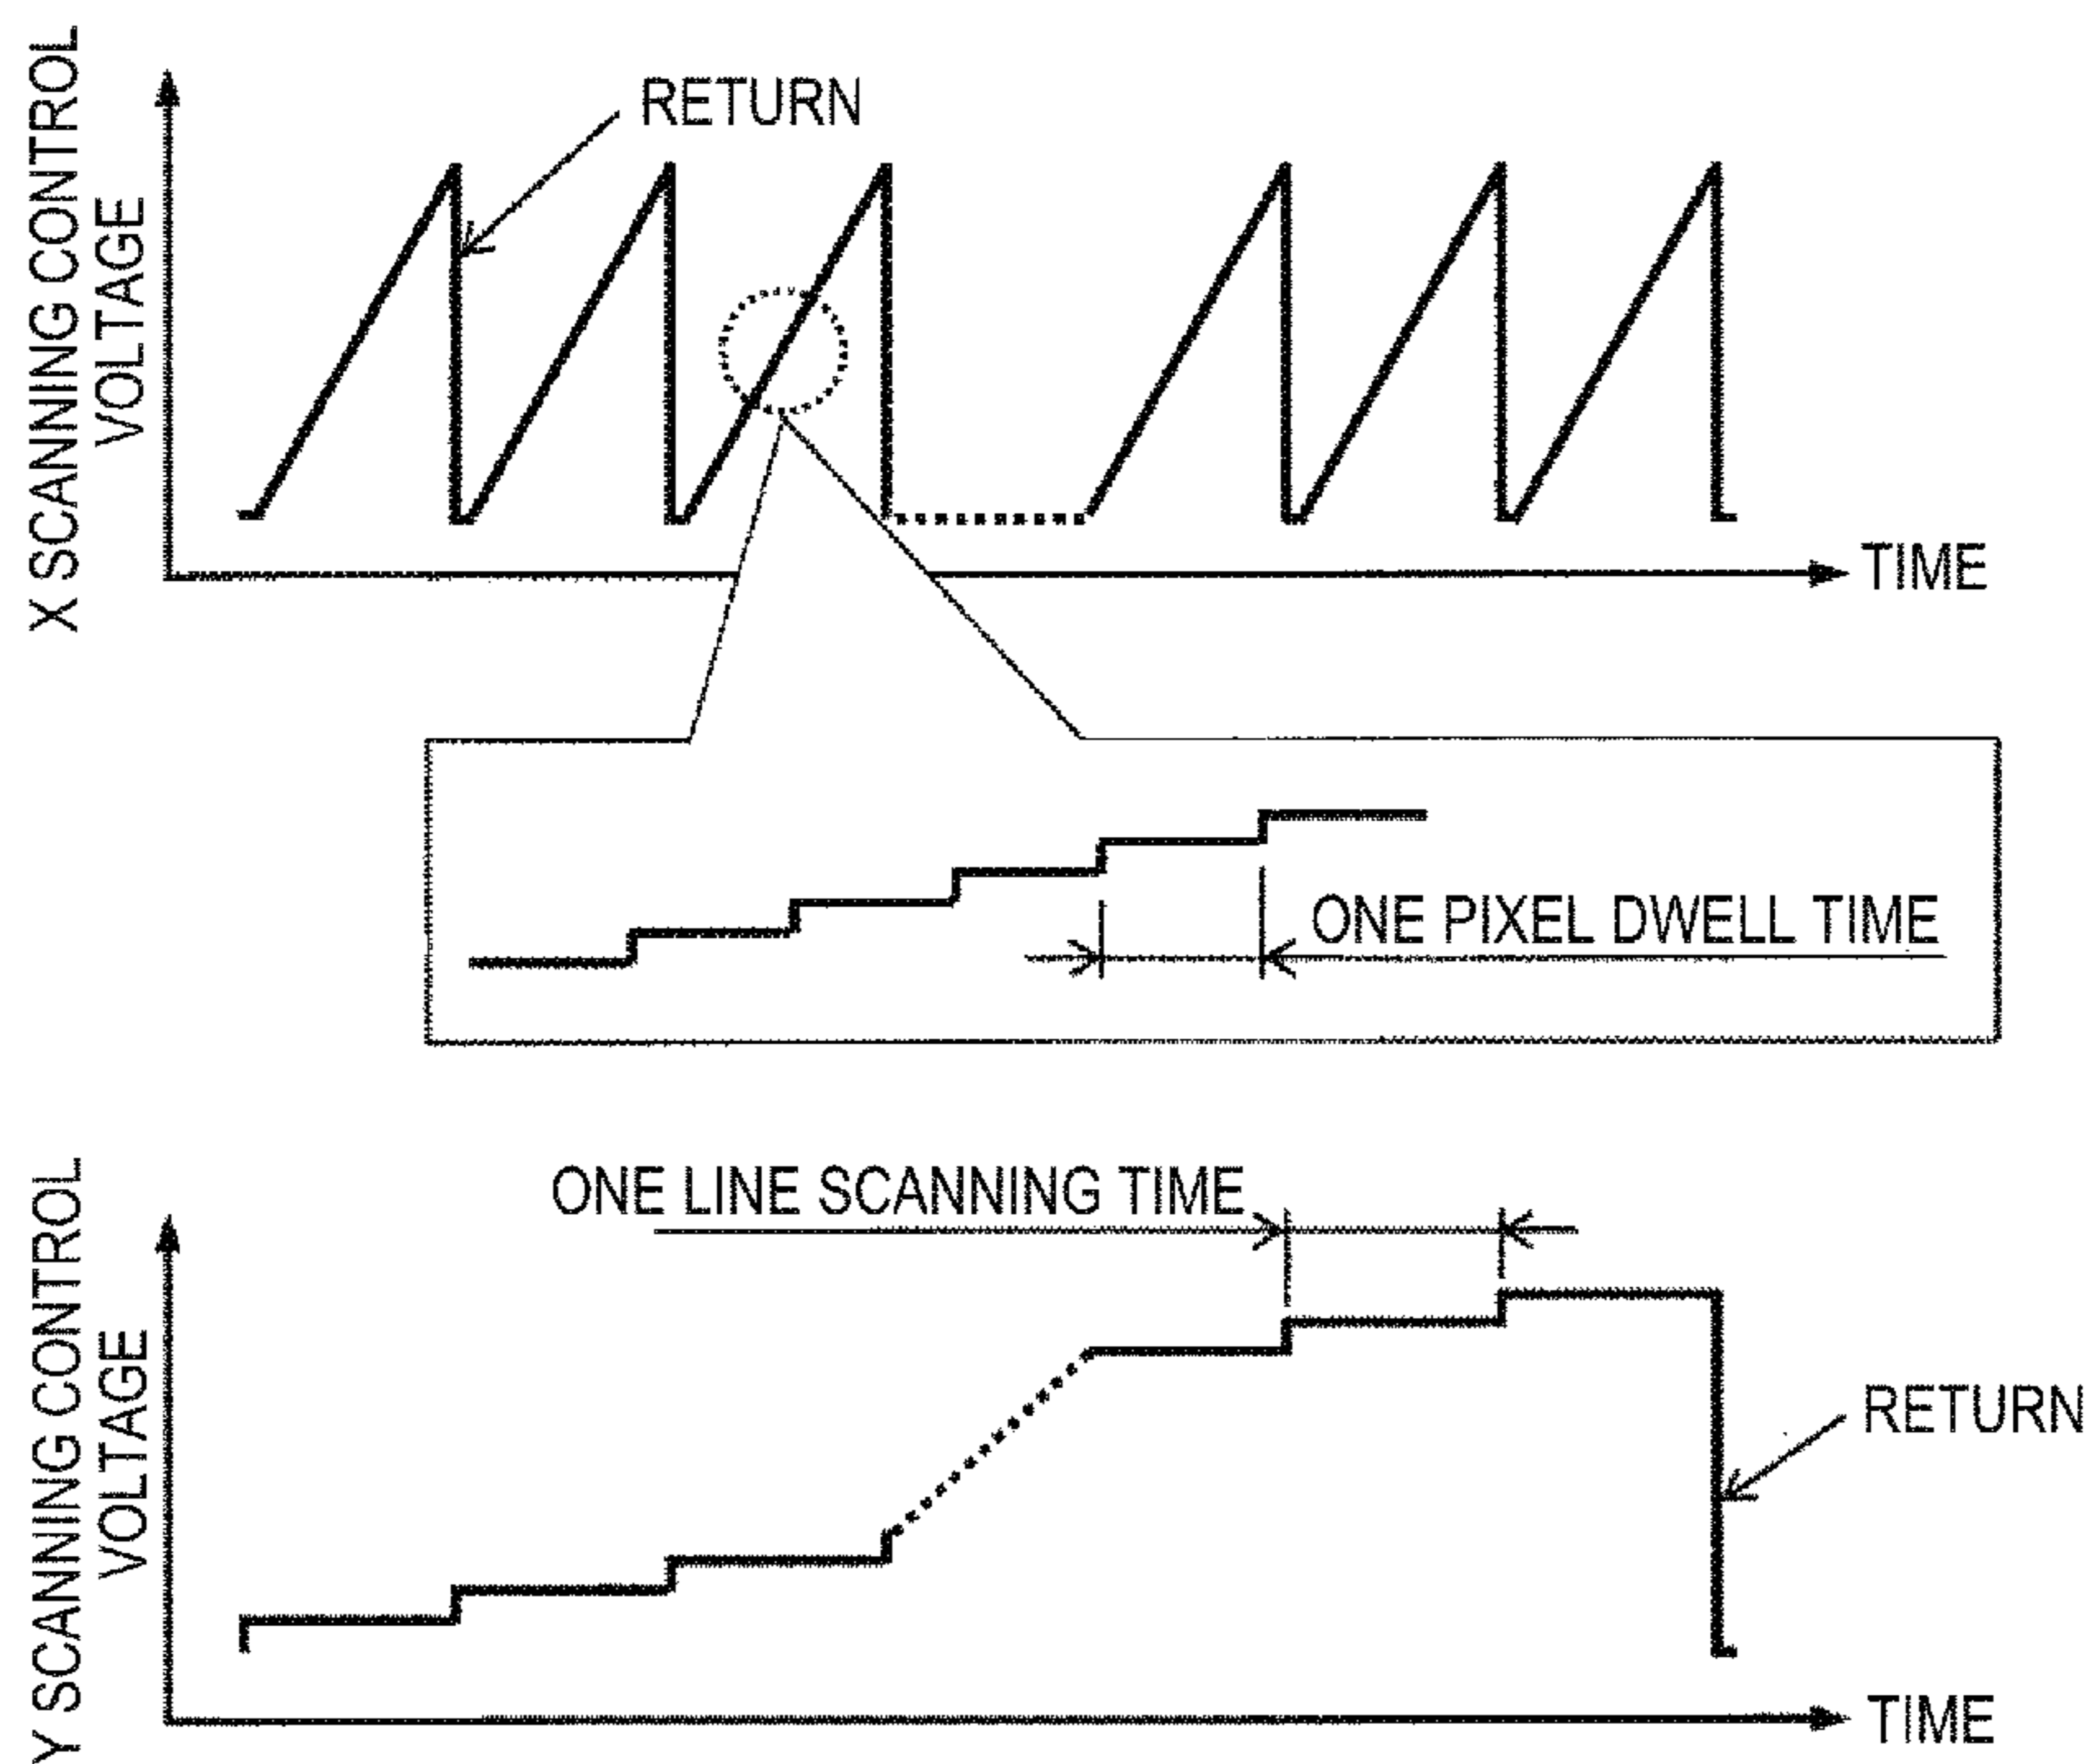 X SCANNING CONTROL
VOLTAGE
RETURN
TIME
ONE PIXEL DWELL TIME
ONE LINE SCANNING TIME
Y SCANNING CONTROL
VOLTAGE
RETURN
TIME